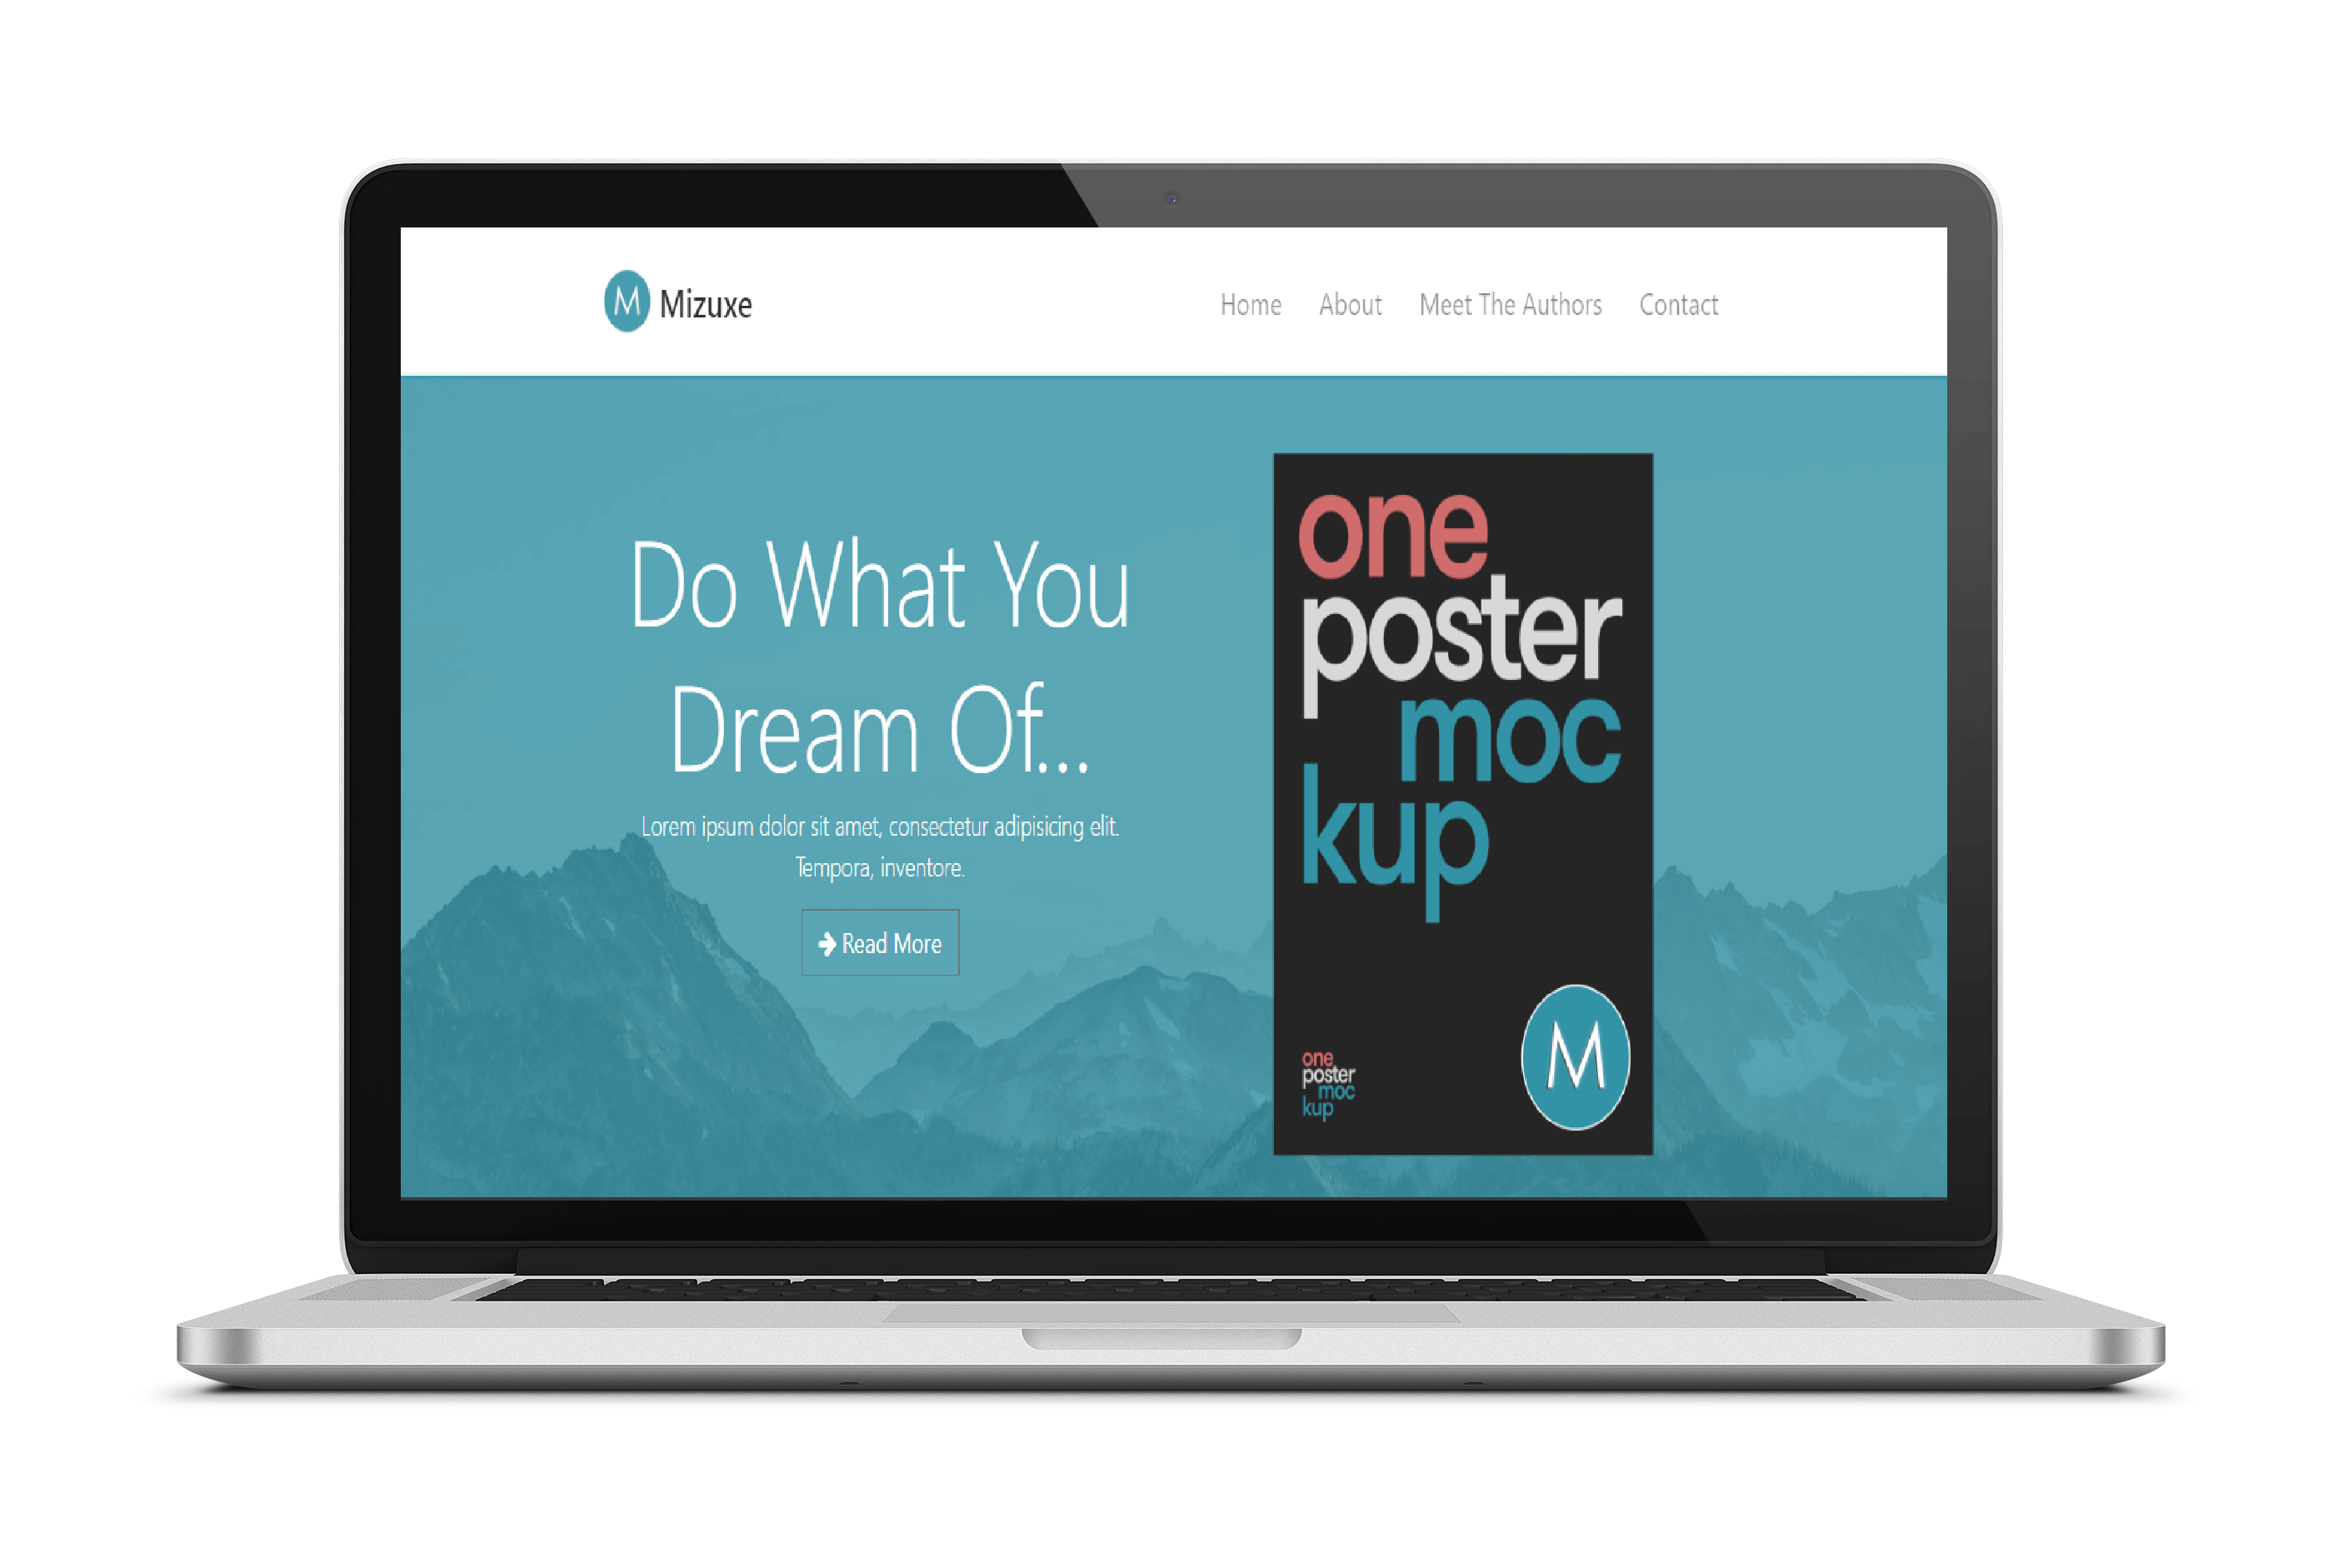 M Mizuxe
Home About Meet The Authors Contact
Do What You
Dream Of...
Lorem ipsum dolor sit amet, consectetur adipisicing elit.
Tempora, inventore.
Read More
one
poster
moc
kup
one
poster
moc
kup
M